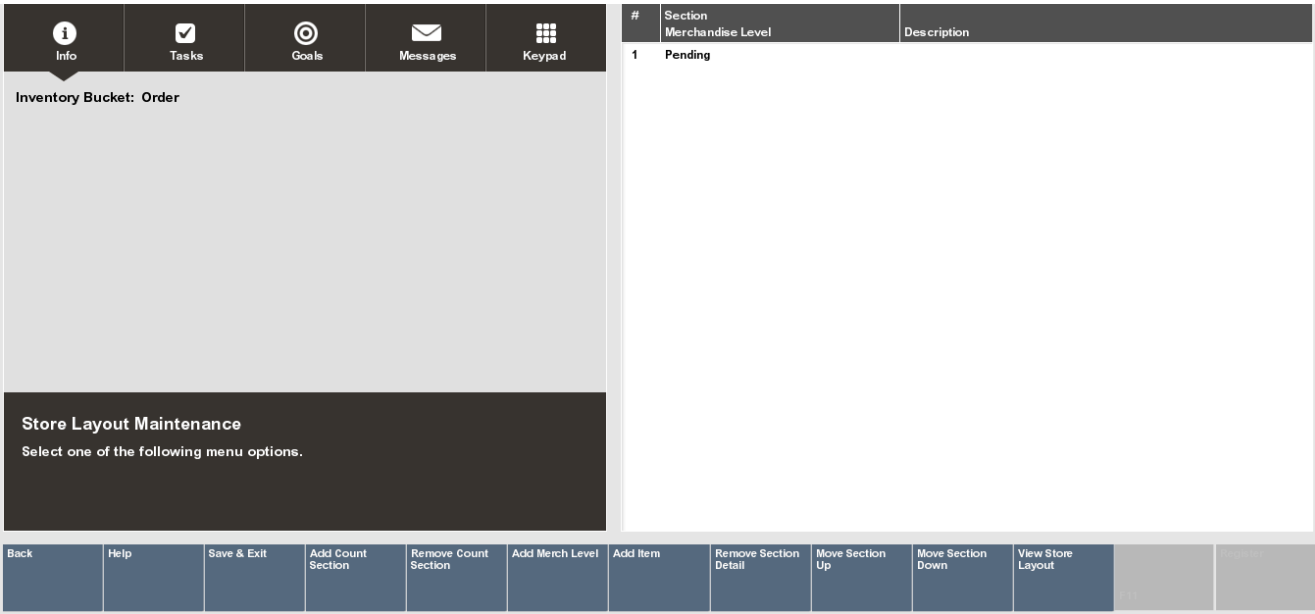 Info
Tasks
Goals
Messages
Keypad
Inventory Bucket:  Order
Store Layout Maintenance
Select one of the following menu options.
#
Section
Merchandise Level
Description
1
Pending
Back
Help
Save & Exit
Add Count
Section
Remove Count
Section
Add Merch Level
Add Item
Remove Section
Detail
Move Section
Up
Move Section
Down
View Store
Layout